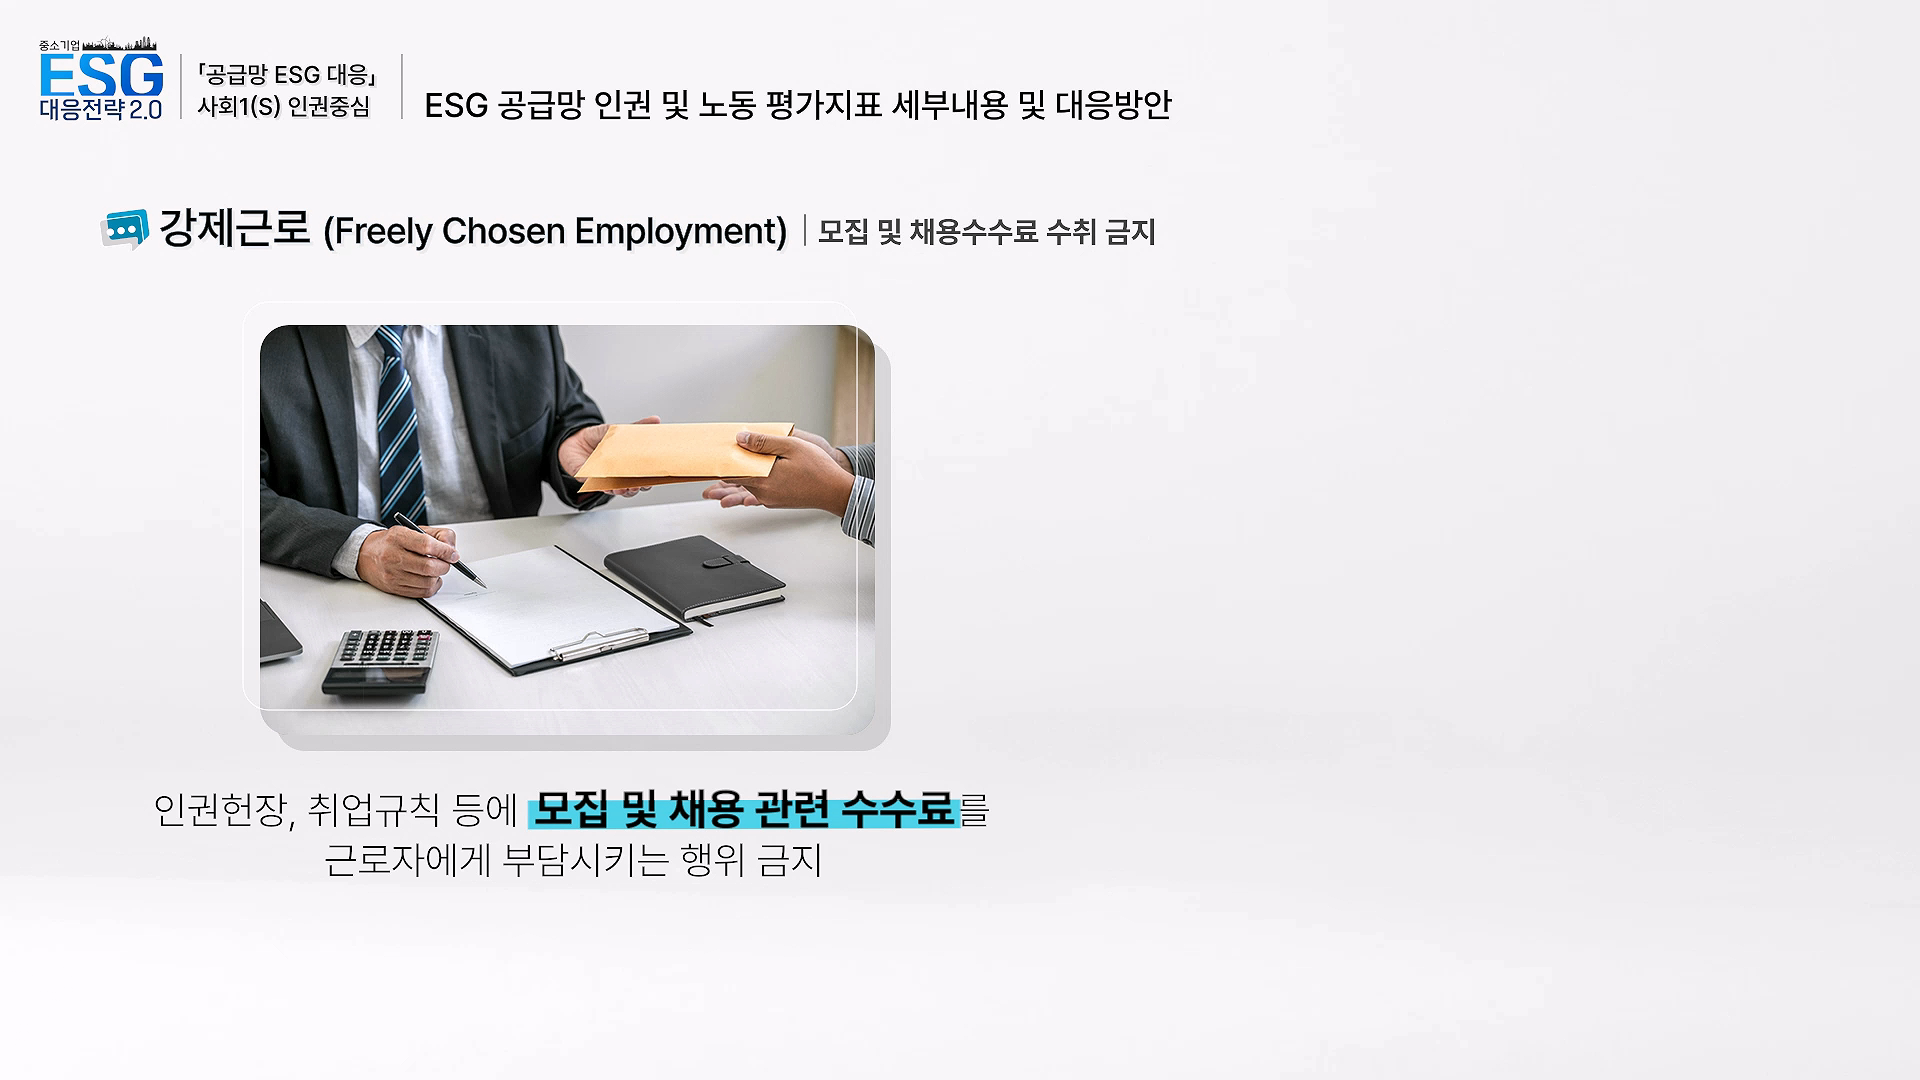 중소기업
ESG
대응전략 2.0
「공급망 ESG 대응」
사회1(S) 인권중심
ESG 공급망 인권 및 노동 평가지표 세부내용 및 대응방안
강제근로 (Freely Chosen Employment) | 모집 및 채용수수료 수취 금지
인권헌장, 취업규칙 등에 모집 및 채용 관련 수수료를
근로자에게 부담시키는 행위 금지